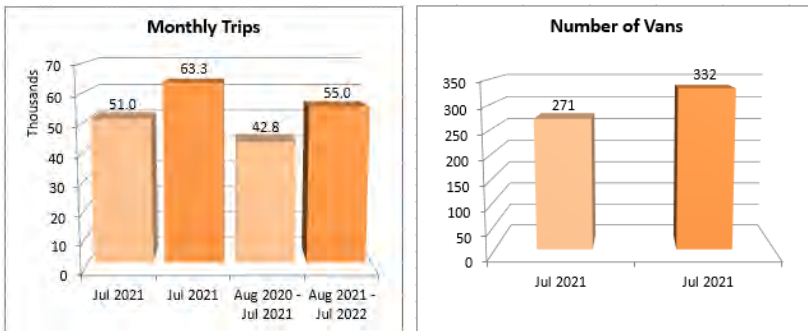 Monthly Trips
Thousands
70
60
50
40
30
20
10
0
51.0
63.3
42.8
55.0
Jul 2021
Jul 2021
Aug 2020 -
Jul 2021
Aug 2021 -
Jul 2022
Number of Vans
350
300
250
200
150
100
50
0
271
332
Jul 2021
Jul 2021